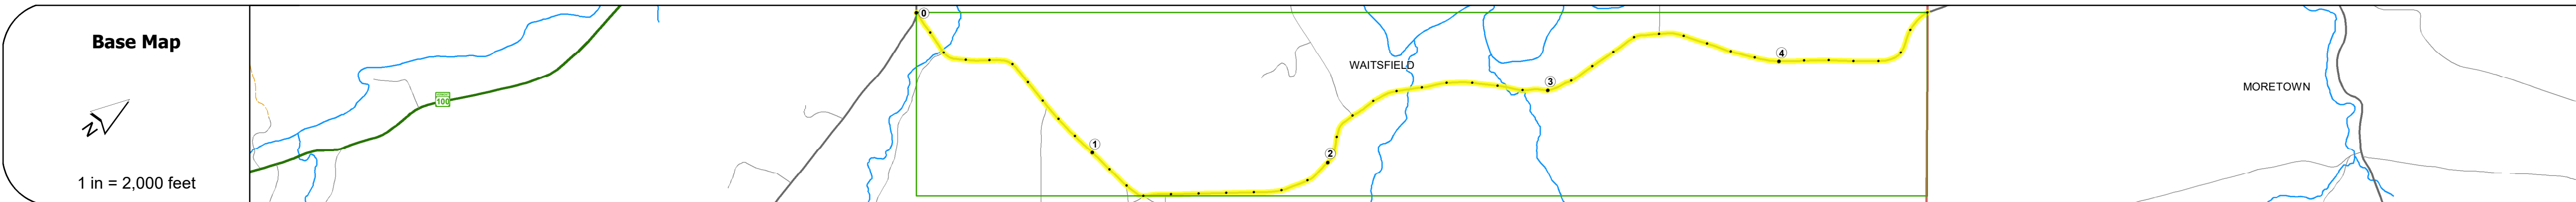 Base Map
N
1 in = 2,000 feet
100
0
1
2
WAITSFIELD
3
4
MORETOWN